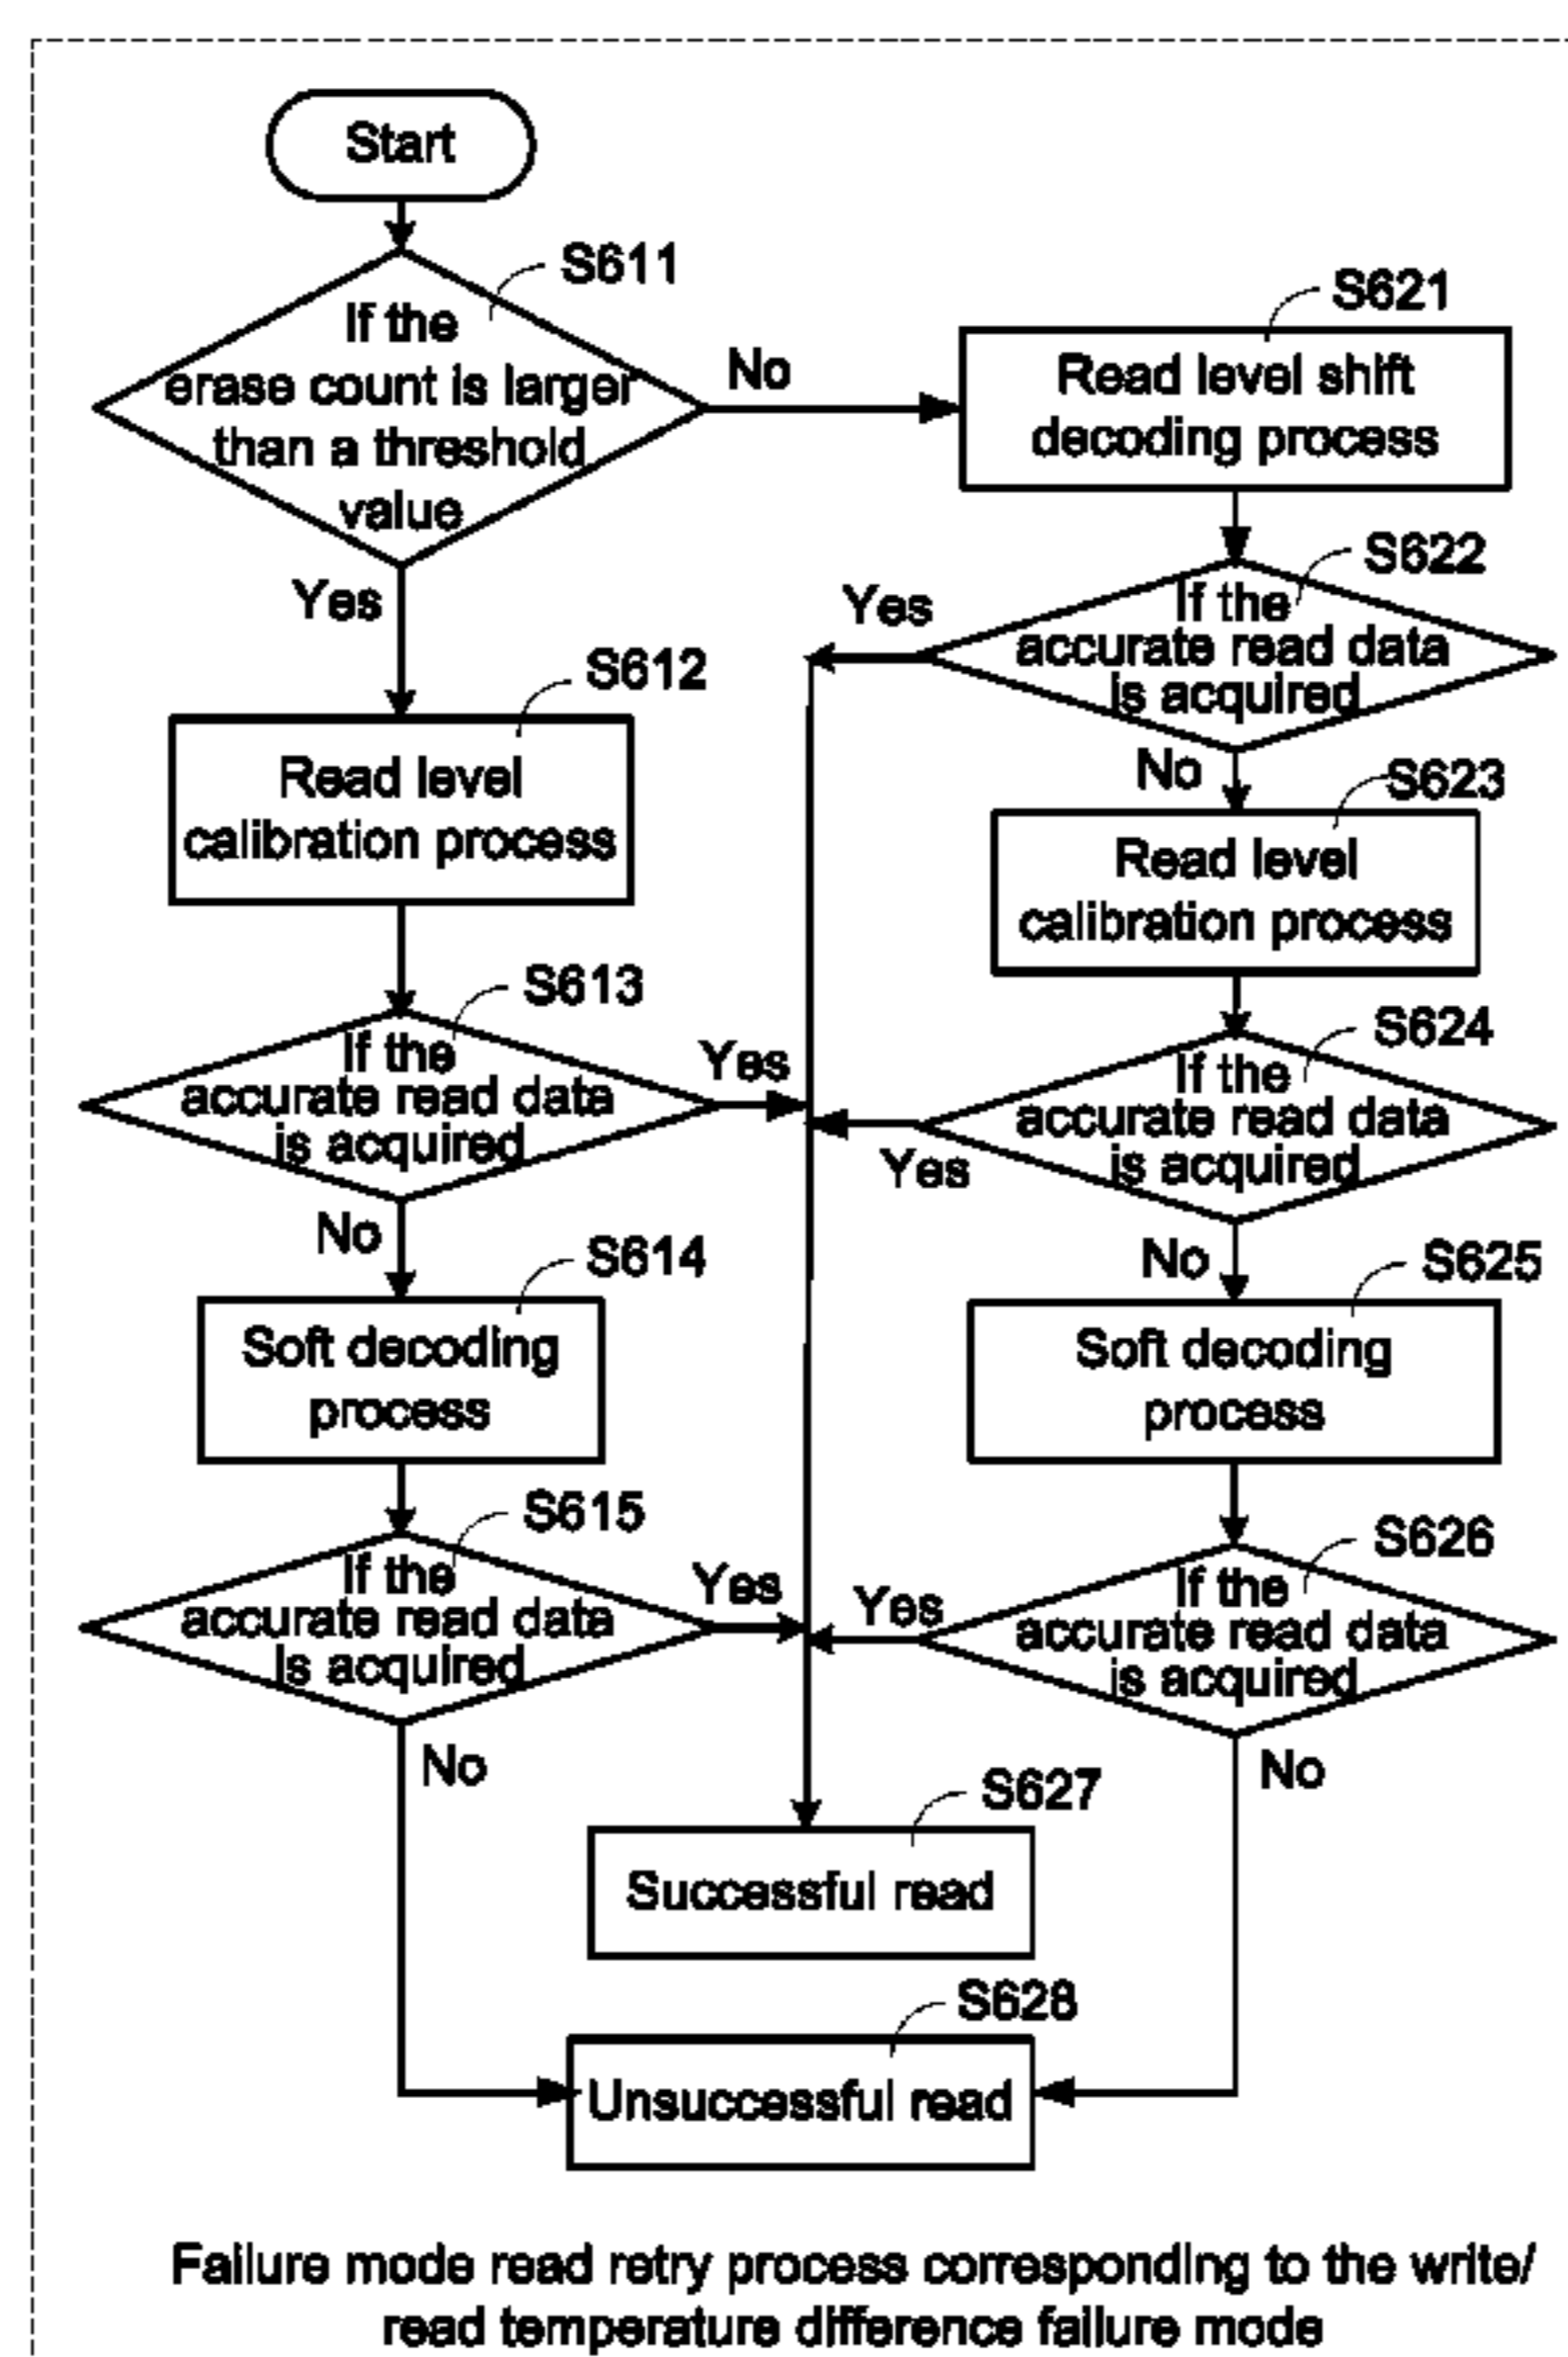 Start
S611
If the
erase count is larger
than a threshold
value
No
Yes
S621
Read level shift
decoding process
S622
If the
accurate read data
is acquired
Yes
No
S612
Read level
calibration process
S623
Read level
calibration process
S613
If the
accurate read data
is acquired
Yes
No
S624
If the
accurate read data
is acquired
Yes
No
S614
Soft decoding
process
S625
Soft decoding
process
S615
If the
accurate read data
is acquired
Yes
No
S626
If the
accurate read data
is acquired
Yes
No
S627
Successful read
S628
Unsuccessful read
Failure mode read retry process corresponding to the write/
read temperature difference failure mode